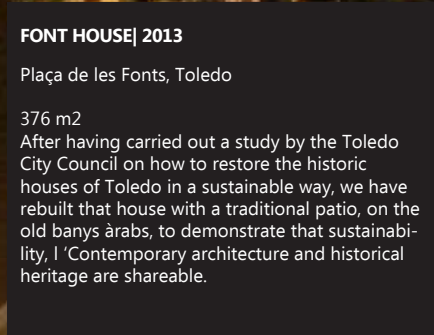 FONT HOUSE| 2013
Plaça de les Fonts, Toledo
376 m2
After having carried out a study by the Toledo
City Council on how to restore the historic
houses of Toledo in a sustainable way, we have
rebuilt that house with a traditional patio, on the
old banys àrabs, to demonstrate that sustainabi-
lity, l ‘Contemporary architecture and historical
heritage are shareable.